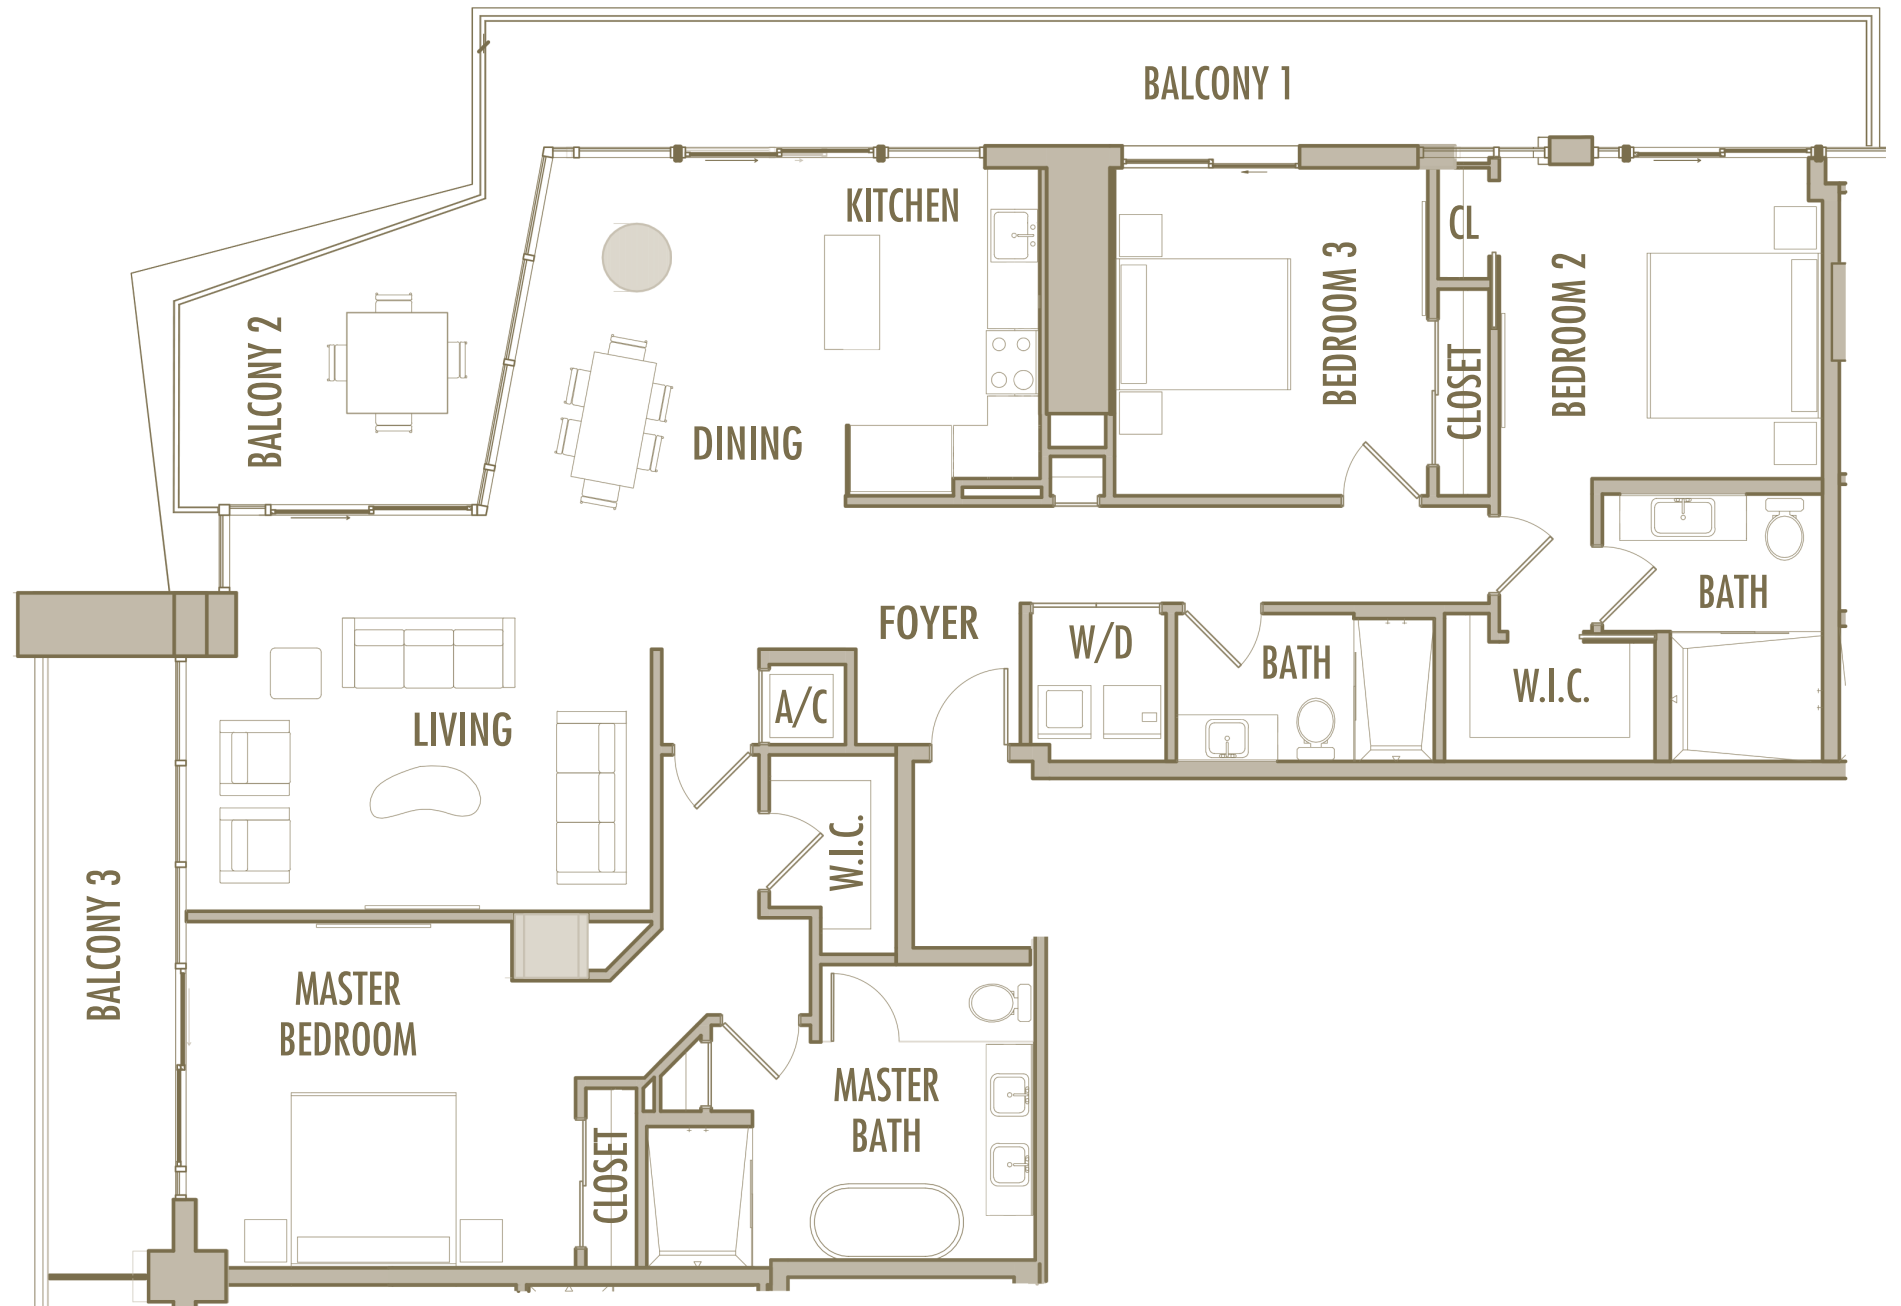 BALCONY 1
KITCHEN
CL
BEDROOM 3
BEDROOM 2
BALCONY 2
CLOSET
DINING
BATH
FOYER
W/D
BATH
W.I.C.
A/C
LIVING
W.I.C.
BALCONY 3
MASTER
BEDROOM
MASTER
BATH
CLOSET